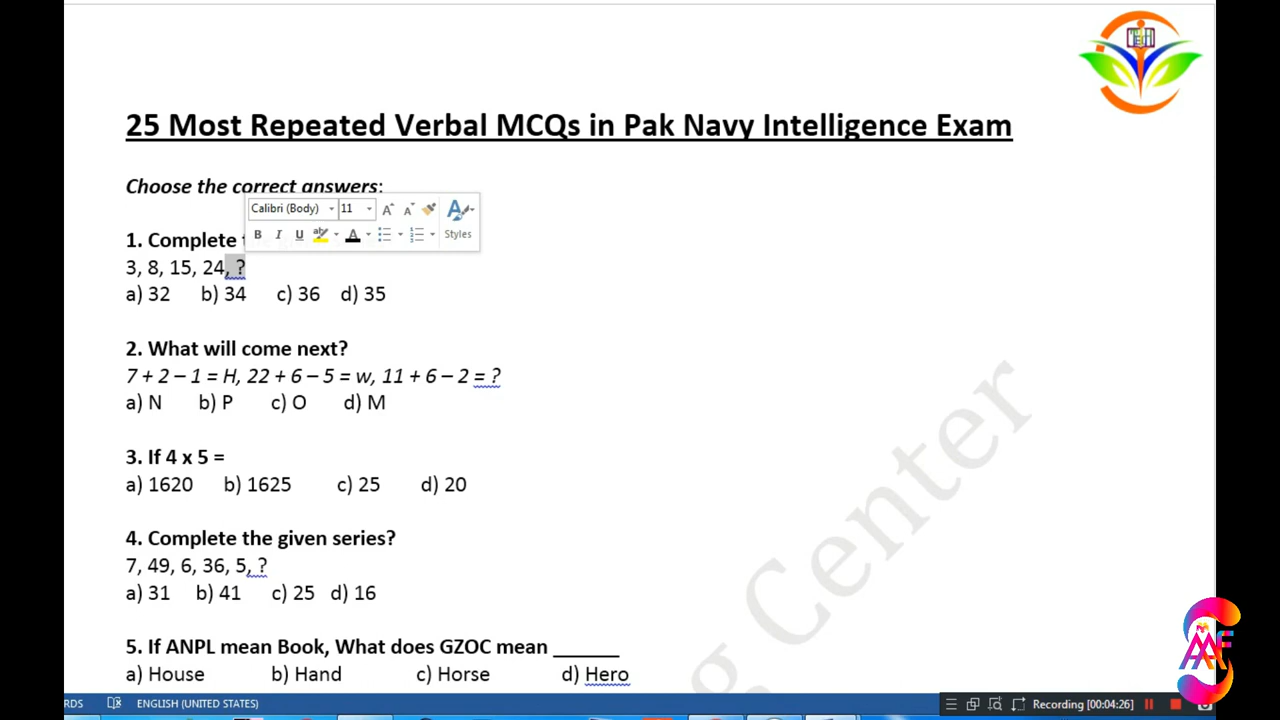 25 Most Repeated Verbal MCQs in Pak Navy Intelligence Exam
Choose the correct answers:
Calibri (Body) 11
B I U aby A Styles
1. Complete
3, 8, 15, 24, ?
a) 32 b) 34 c) 36 d) 35
2. What will come next?
7 + 2 – 1 = H, 22 + 6 – 5 = w, 11 + 6 – 2 = ?
a) N b) P c) O d) M
3. If 4 x 5 =
a) 1620 b) 1625 c) 25 d) 20
4. Complete the given series?
7, 49, 6, 36, 5, ?
a) 31 b) 41 c) 25 d) 16
5. If ANPL mean Book, What does GZOC mean ______
a) House b) Hand c) Horse d) Hero
g Center
RDS ENGLISH (UNITED STATES) Recording [00:04:26]